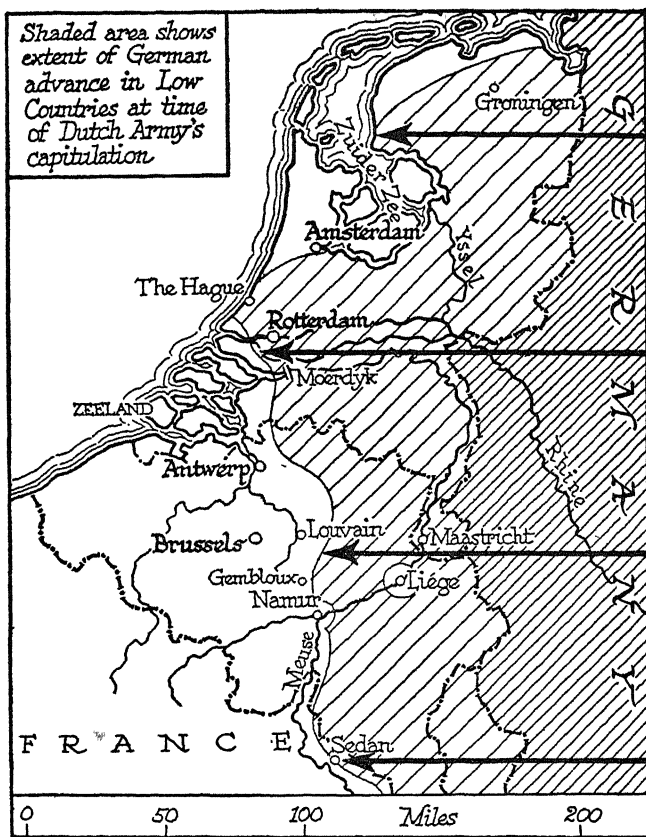 Shaded area shows
extent of German
advance in Low
Countries at time
of Dutch Army's
capitulation
Groningen
GERMANY
Zuider Zee
Amsterdam
Yssel
The Hague
Rotterdam
Moerdyk
ZEELAND
Rhine
Antwerp
Louvain
Maastricht
Brussels
Gembloux
Liége
Namur
Meuse
FRANCE
Sedan
0 50 100 Miles 200